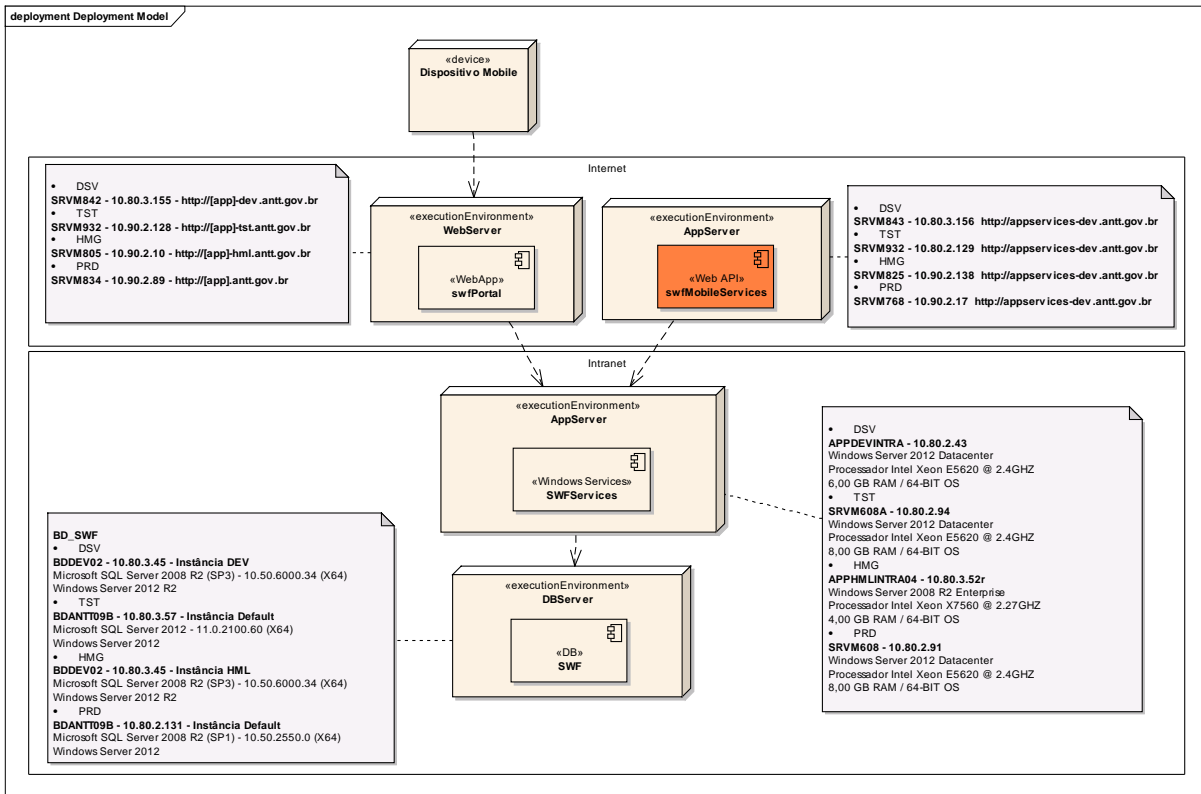 deployment Deployment Model
«device»
Dispositivo Mobile
Internet
• DSV
SRVM842 - 10.80.3.155 - http://[app]-dev.antt.gov.br
• TST
SRVM932 - 10.90.2.128 - http://[app]-tst.antt.gov.br
• HMG
SRVM805 - 10.90.2.10 - http://[app]-hml.antt.gov.br
• PRD
SRVM834 - 10.90.2.89 - http://[app].antt.gov.br
«executionEnvironment»
WebServer
«WebApp»
swfPortal
«executionEnvironment»
AppServer
«Web API»
swfMobileServices
• DSV
SRVM843 - 10.80.3.156 http://appservices-dev.antt.gov.br
• TST
SRVM932 - 10.80.2.129 http://appservices-dev.antt.gov.br
• HMG
SRVM825 - 10.90.2.138 http://appservices-dev.antt.gov.br
• PRD
SRVM768 - 10.90.2.17 http://appservices-dev.antt.gov.br
Intranet
«executionEnvironment»
AppServer
«Windows Services»
SWFServices
• DSV
APPDEVINTRA - 10.80.2.43
Windows Server 2012 Datacenter
Processador Intel Xeon E5620 @ 2.4GHZ
6,00 GB RAM / 64-BIT OS
• TST
SRVM608A - 10.80.2.94
Windows Server 2012 Datacenter
Processador Intel Xeon E5620 @ 2.4GHZ
8,00 GB RAM / 64-BIT OS
• HMG
APPHMLINTRA04 - 10.80.3.52r
Windows Server 2008 R2 Enterprise
Processador Intel Xeon X7560 @ 2.27GHZ
4,00 GB RAM / 64-BIT OS
• PRD
SRVM608 - 10.80.2.91
Windows Server 2012 Datacenter
Processador Intel Xeon E5620 @ 2.4GHZ
8,00 GB RAM / 64-BIT OS
BD_SWF
• DSV
BDDEV02 - 10.80.3.45 - Instância DEV
Microsoft SQL Server 2008 R2 (SP3) - 10.50.6000.34 (X64)
Windows Server 2012 R2
• TST
BDANTT09B - 10.80.3.57 - Instância Default
Microsoft SQL Server 2012 - 11.0.2100.60 (X64)
Windows Server 2012
• HMG
BDDEV02 - 10.80.3.45 - Instância HML
Microsoft SQL Server 2008 R2 (SP3) - 10.50.6000.34 (X64)
Windows Server 2012 R2
• PRD
BDANTT09B - 10.80.2.131 - Instância Default
Microsoft SQL Server 2008 R2 (SP1) - 10.50.2550.0 (X64)
Windows Server 2012
«executionEnvironment»
DBServer
«DB»
SWF